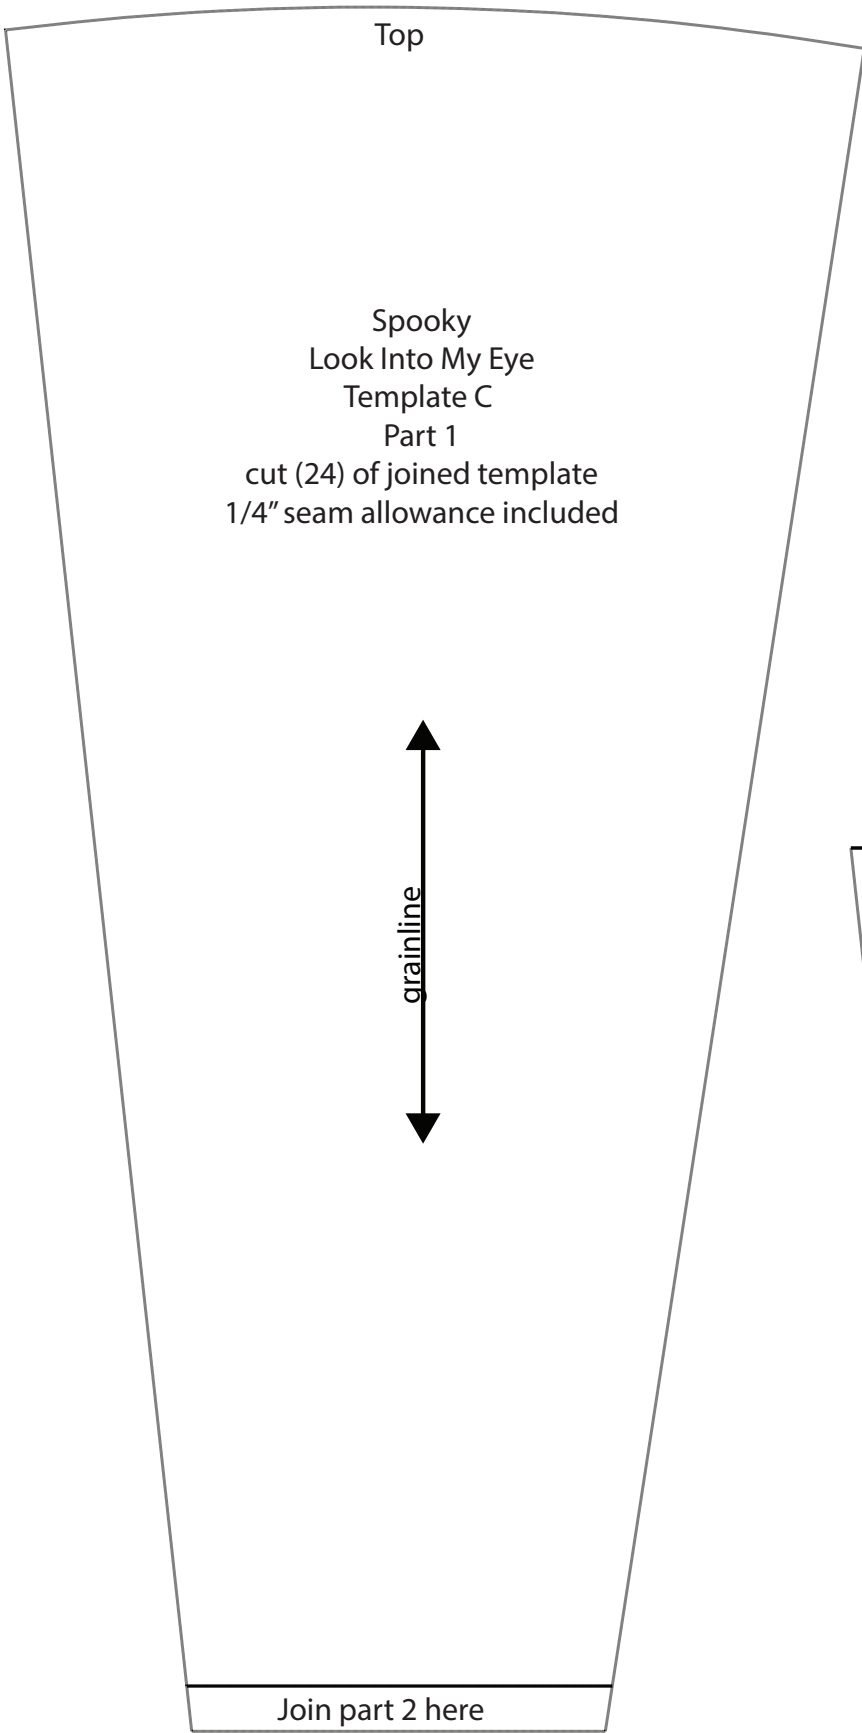 Top
Spooky
Look Into My Eye
Template C
Part 1
cut (24) of joined template
1/4” seam allowance included
grainline
Join part 2 here